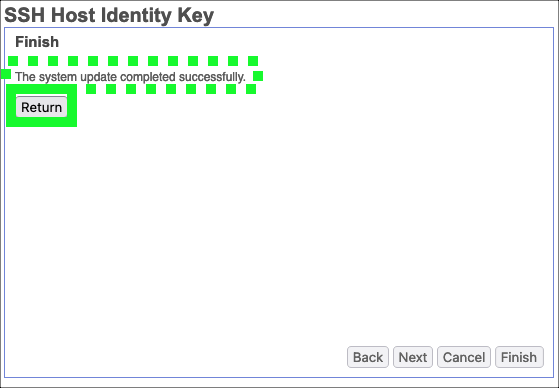 SSH Host Identity Key
Finish
The system update completed successfully.
Return
Back Next Cancel Finish